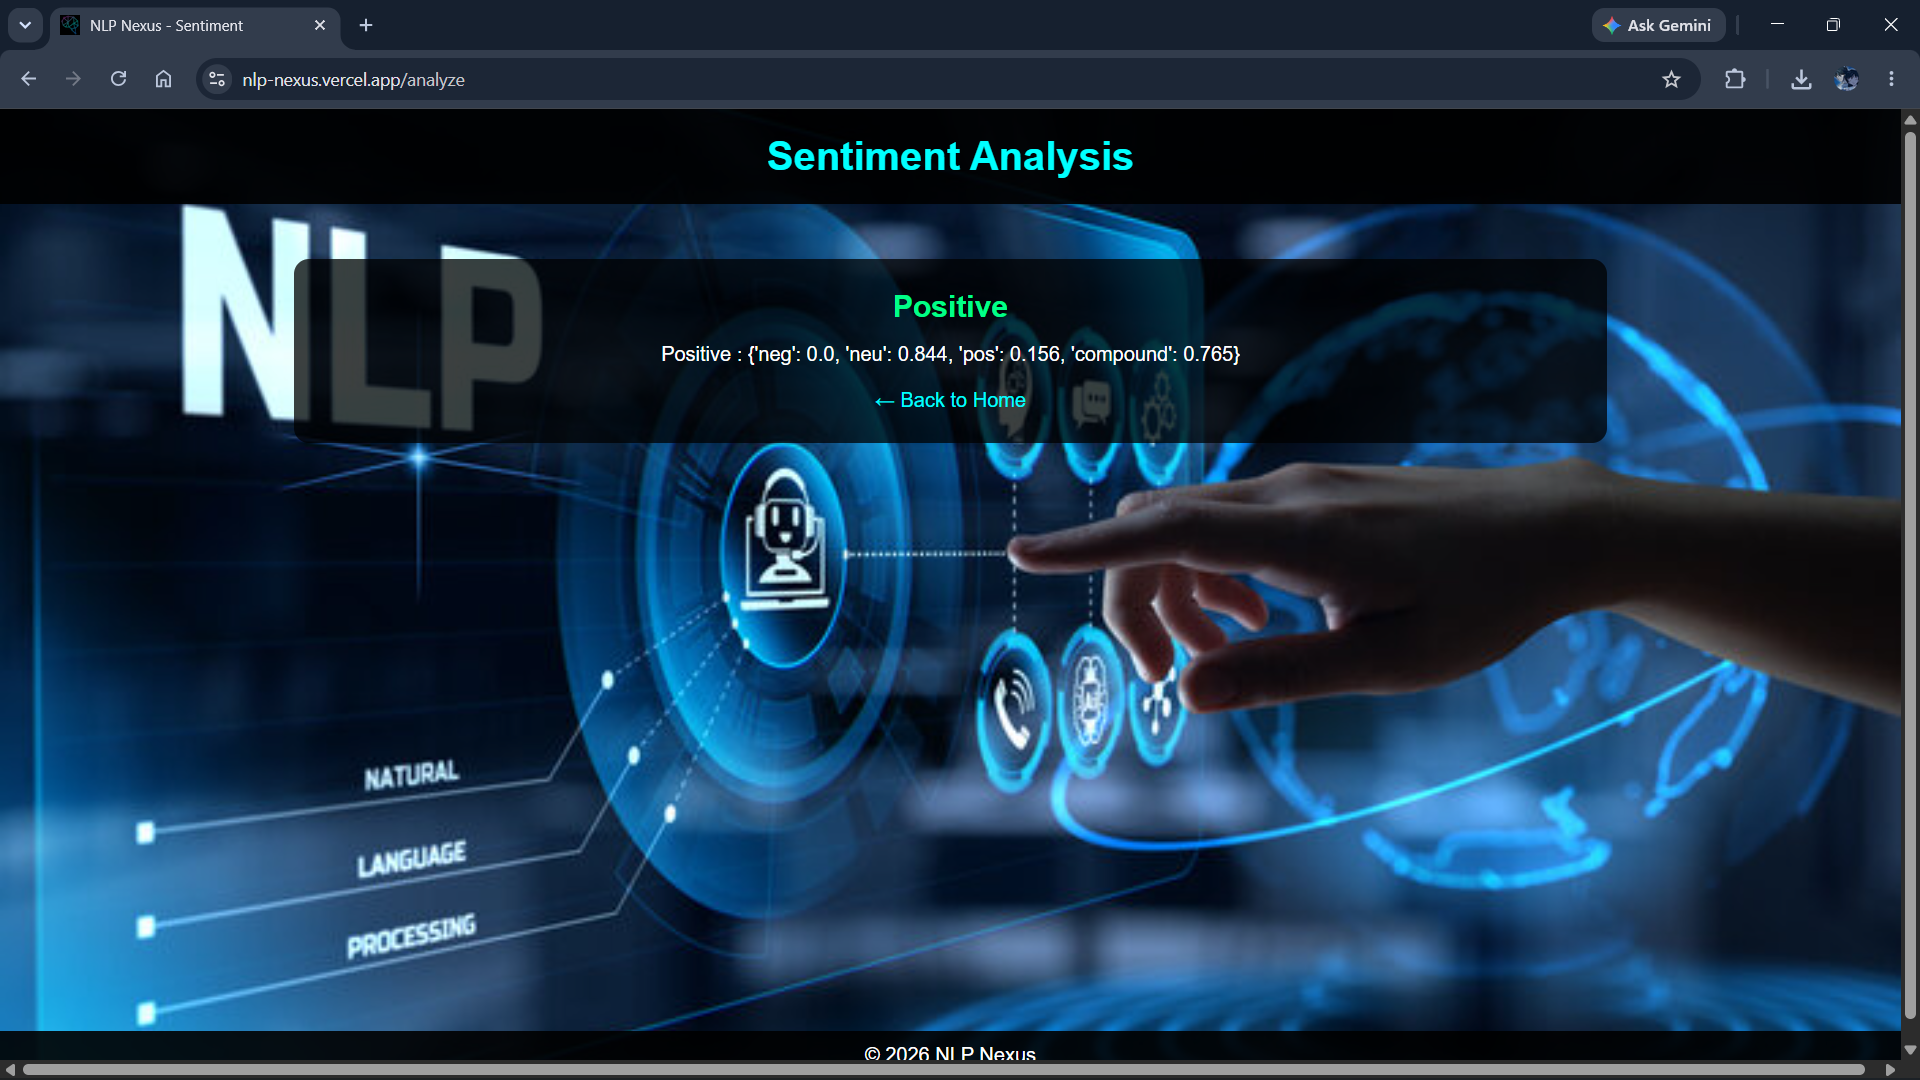 NLP Nexus - Sentiment
Ask Gemini
nlp-nexus.vercel.app/analyze
Sentiment Analysis
NLP
Positive
Positive : {'neg': 0.0, 'neu': 0.844, 'pos': 0.156, 'compound': 0.765}
← Back to Home
NATURAL
LANGUAGE
PROCESSING
© 2026 NLP Nexus